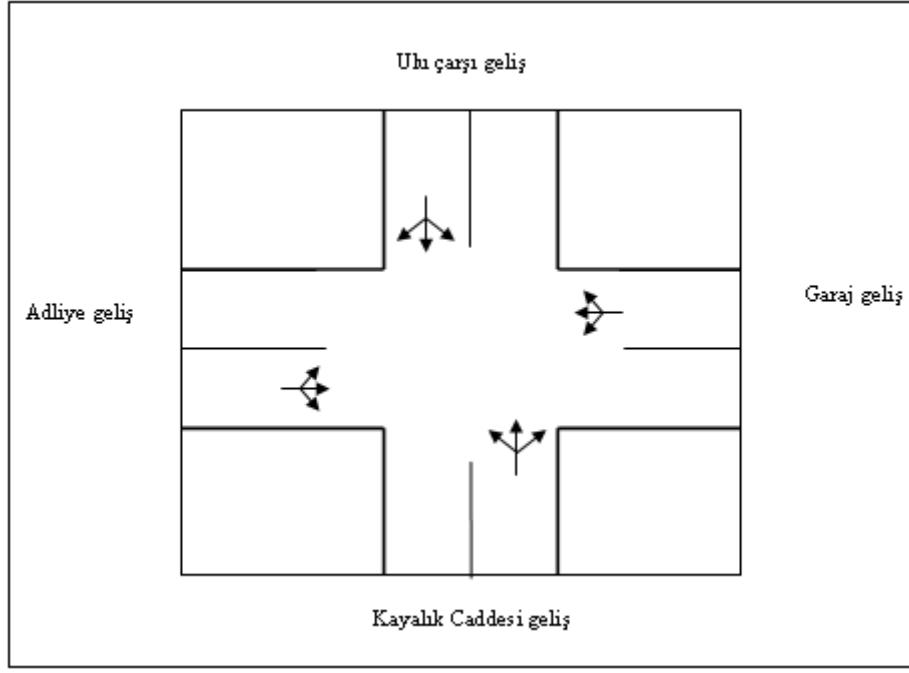 Ulu çarşı geliş
Adliye geliş
Garaj geliş
Kayalık Caddesi geliş